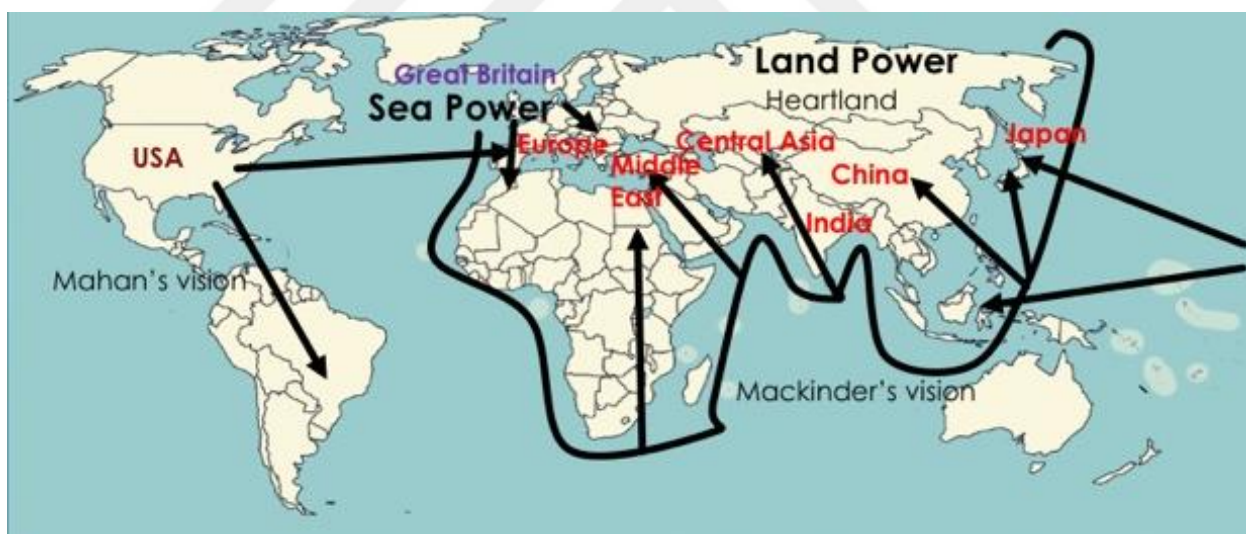 Great Britain
Land Power
Sea Power
Heartland
USA
Europe
Central Asia
Japan
Middle
East
China
India
Mahan's vision
Mackinder's vision